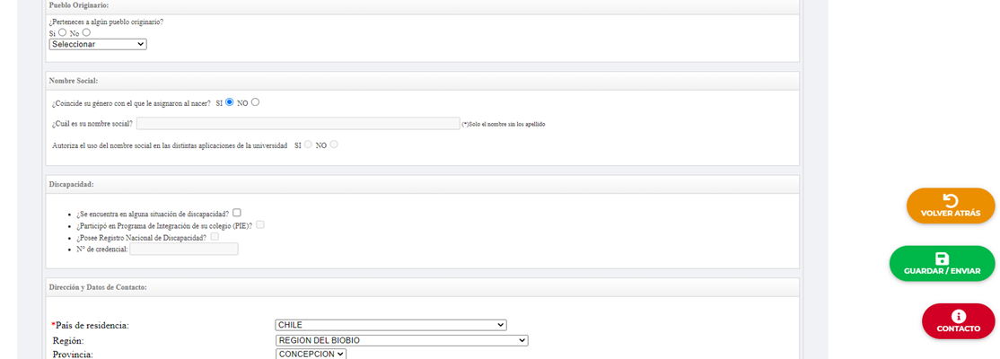 Pueblo Originario:
¿Perteneces a algún pueblo originario?
Si No
Seleccionar
Nombre Social:
¿Coincide su género con el que le asignaron al nacer? SI NO
¿Cuál es su nombre social? (*)Solo el nombre sin los apellido
Autoriza el uso del nombre social en las distintas aplicaciones de la universidad SI NO
Discapacidad:
¿Se encuentra en alguna situación de discapacidad?
¿Participó en Programa de Integración de su colegio (PIE)?
¿Posee Registro Nacional de Discapacidad?
N° de credencial:
Dirección y Datos de Contacto:
*País de residencia: CHILE
Región: REGION DEL BIOBIO
Provincia: CONCEPCION
VOLVER ATRÁS
GUARDAR / ENVIAR
CONTACTO